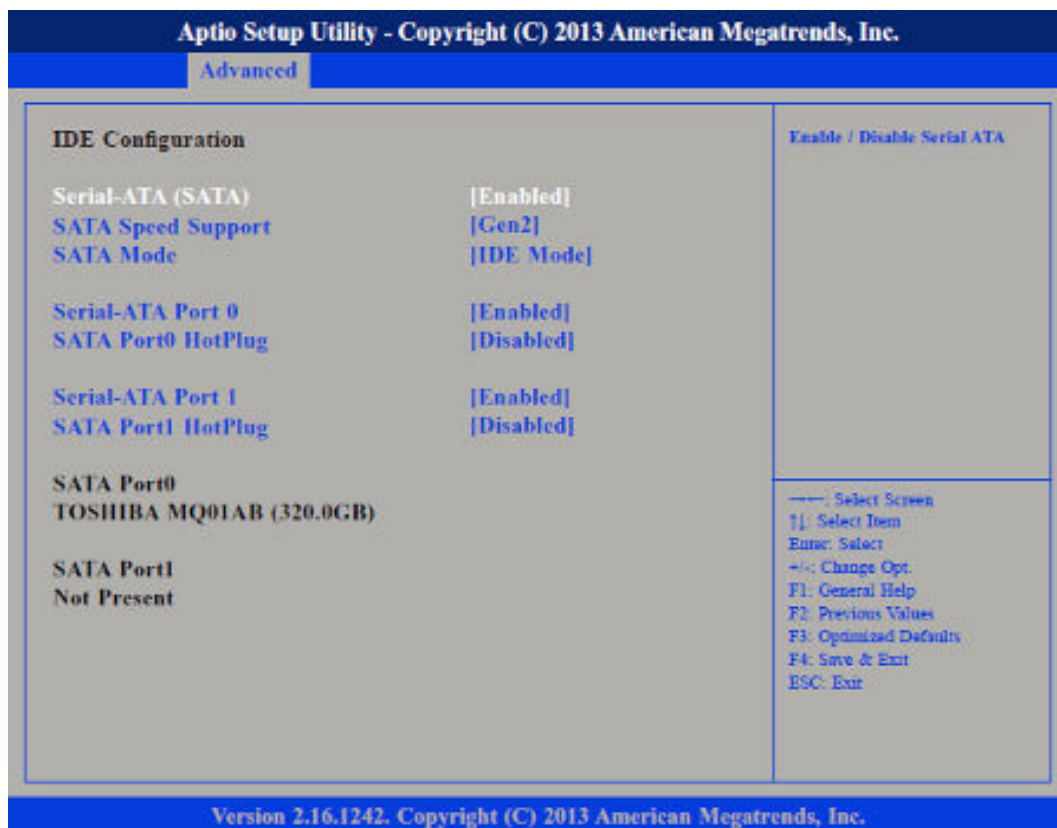 Aptio Setup Utility - Copyright (C) 2013 American Megatrends, Inc.
Advanced
IDE Configuration
Serial-ATA (SATA) [Enabled]
SATA Speed Support [Gen2]
SATA Mode [IDE Mode]
Serial-ATA Port 0 [Enabled]
SATA Port0 HotPlug [Disabled]
Serial-ATA Port 1 [Enabled]
SATA Port1 HotPlug [Disabled]
SATA Port0
TOSHIBA MQ01AB (320.0GB)
SATA Port1
Not Present
Enable / Disable Serial ATA
→←: Select Screen
↑↓: Select Item
Enter: Select
+/-: Change Opt.
F1: General Help
F2: Previous Values
F3: Optimized Defaults
F4: Save & Exit
ESC: Exit
Version 2.16.1242. Copyright (C) 2013 American Megatrends, Inc.